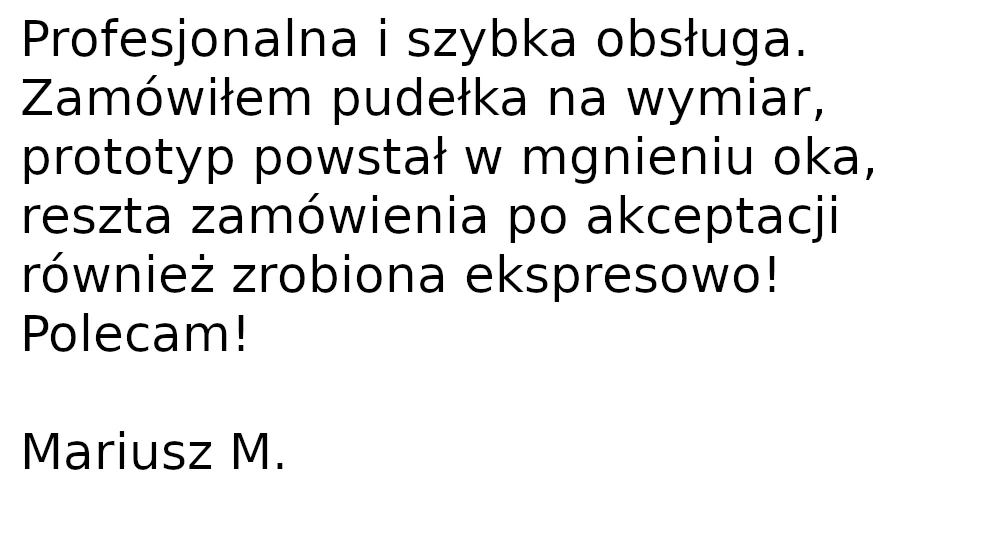 Profesjonalna i szybka obsługa.
Zamówiłem pudełka na wymiar,
prototyp powstał w mgnieniu oka,
reszta zamówienia po akceptacji
również zrobiona ekspresowo!
Polecam!
Mariusz M.